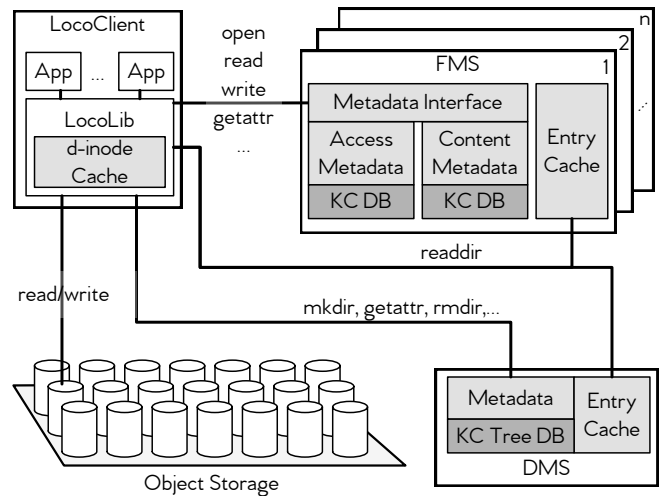 LocoClient
App
...
App
LocoLib
d-inode
Cache
open
read
write
getattr
...
n
2
1
FMS
Metadata Interface
Access
Metadata
KC DB
Content
Metadata
KC DB
Entry
Cache
...
readdir
read/write
mkdir, getattr, rmdir,...
Metadata
KC Tree DB
Entry
Cache
DMS
Object Storage